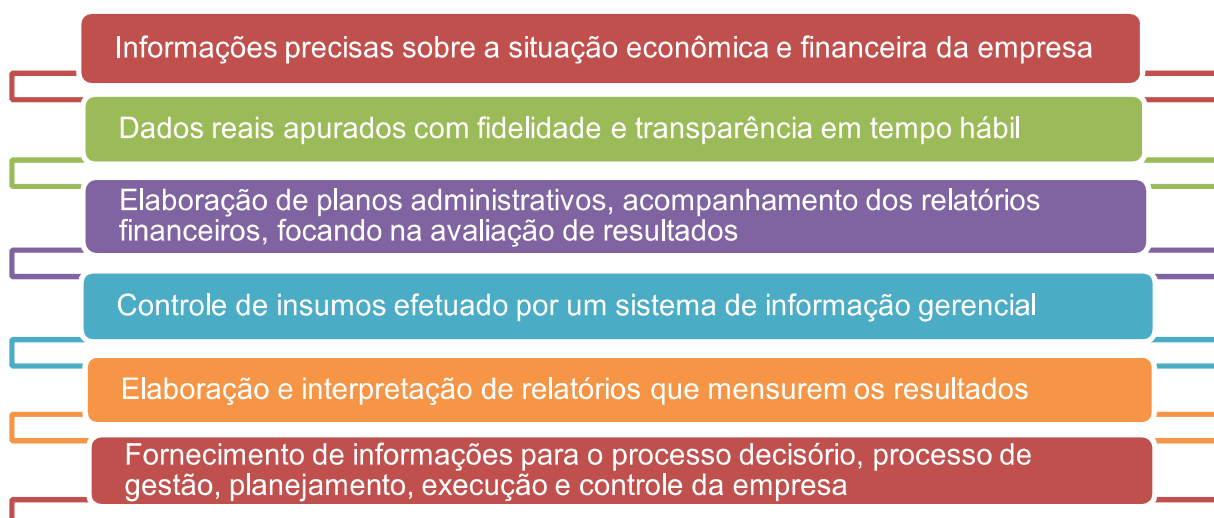 Informações precisas sobre a situação econômica e financeira da empresa
Dados reais apurados com fidelidade e transparência em tempo hábil
Elaboração de planos administrativos, acompanhamento dos relatórios
financeiros, focando na avaliação de resultados
Controle de insumos efetuado por um sistema de informação gerencial
Elaboração e interpretação de relatórios que mensurem os resultados
Fornecimento de informações para o processo decisório, processo de
gestão, planejamento, execução e controle da empresa